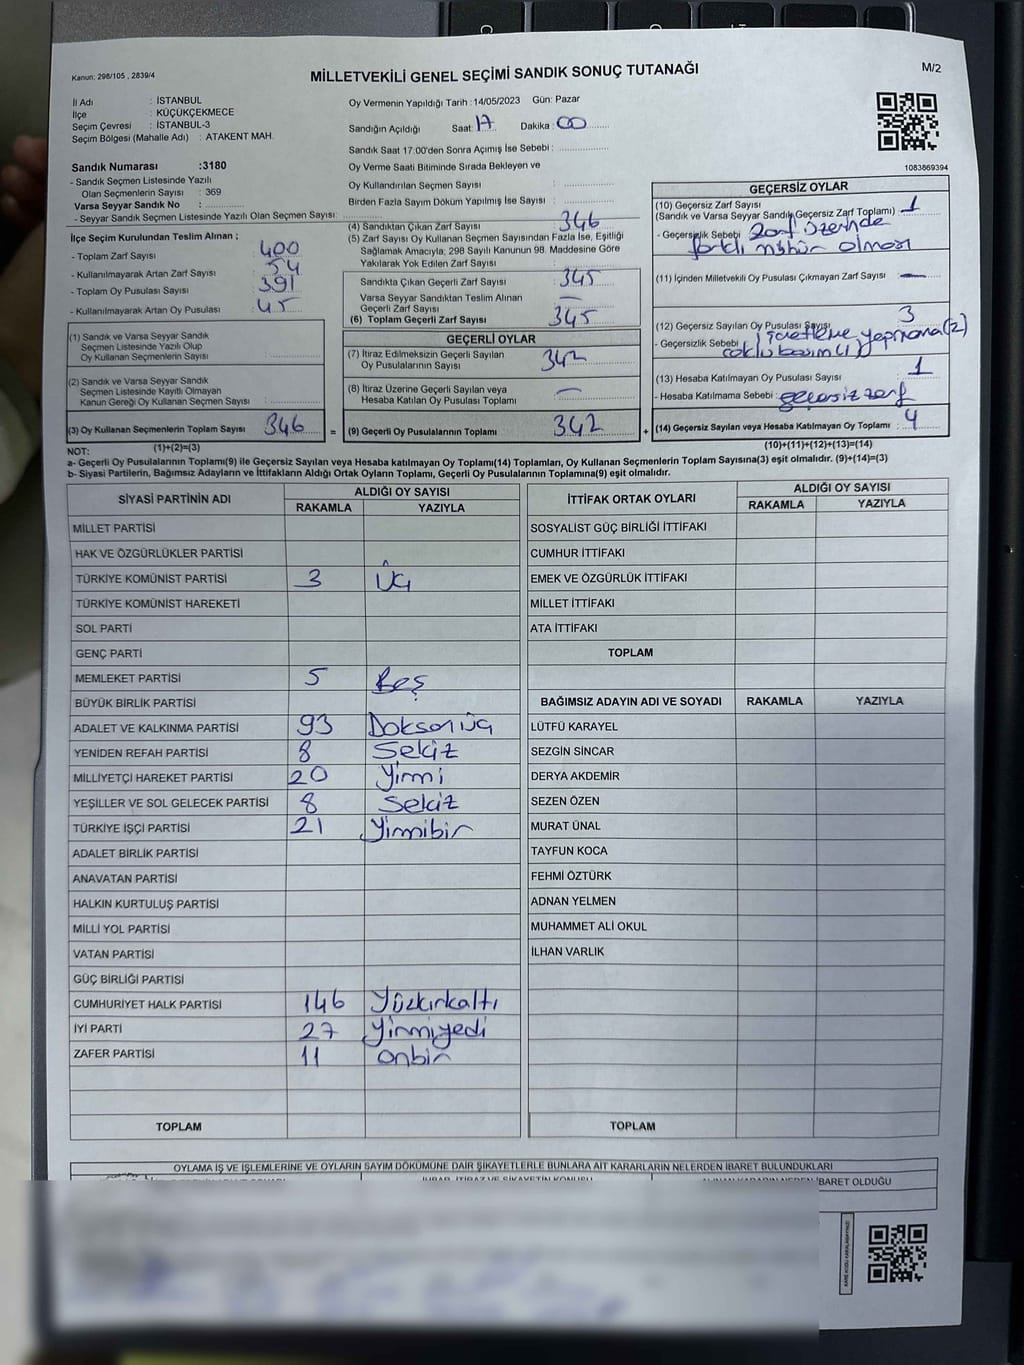 Kanun: 298/105 , 2839/4
MİLLETVEKİLİ GENEL SEÇİMİ SANDIK SONUÇ TUTANAĞI
M/2
İl Adı : İSTANBUL
İlçe : KÜÇÜKÇEKMECE
Seçim Çevresi : İSTANBUL-3
Seçim Bölgesi (Mahalle Adı) : ATAKENT MAH.
Sandık Numarası :3180
- Sandık Seçmen Listesinde Yazılı
Olan Seçmenlerin Sayısı : 369
Varsa Seyyar Sandık No :
- Seyyar Sandık Seçmen Listesinde Yazılı Olan Seçmen Sayısı:
Oy Vermenin Yapıldığı Tarih :14/05/2023 Gün: Pazar
Sandığın Açıldığı Saat: 17 Dakika : 00
Sandık Saat 17.00'den Sonra Açımış İse Sebebi :
Oy Verme Saati Bitiminde Sırada Bekleyen ve
Oy Kullandırılan Seçmen Sayısı :
Birden Fazla Sayım Döküm Yapılmış İse Sayısı :
1083869394
İlçe Seçim Kurulundan Teslim Alınan ;
- Toplam Zarf Sayısı : 400
- Kullanılmayarak Artan Zarf Sayısı : 54
- Toplam Oy Pusulası Sayısı : 391
- Kullanılmayarak Artan Oy Pusulası : 45
(4) Sandıktan Çıkan Zarf Sayısı : 346
(5) Zarf Sayısı Oy Kullanan Seçmen Sayısından Fazla İse, Eşitliği
Sağlamak Amacıyla; 298 Sayılı Kanunun 98. Maddesine Göre
Yakılarak Yok Edilen Zarf Sayısı :
Sandıkta Çıkan Geçerli Zarf Sayısı : 345
Varsa Seyyar Sandıktan Teslim Alınan
Geçerli Zarf Sayısı : —
(6) Toplam Geçerli Zarf Sayısı : 345
GEÇERSİZ OYLAR
(10) Geçersiz Zarf Sayısı : 1
(Sandık ve Varsa Seyyar Sandık Geçersiz Zarf Toplamı)
- Geçersizlik Sebebi : zarf üzerinde
farklı mühür olması
(11) İçinden Milletvekili Oy Pusulası Çıkmayan Zarf Sayısı : —
(12) Geçersiz Sayılan Oy Pusulası Sayısı : 3
- Geçersizlik Sebebi : işaretleme yapmama(2)
çoklu basım(1)
(13) Hesaba Katılmayan Oy Pusulası Sayısı : 1
- Hesaba Katılmama Sebebi : geçersiz zarf
(14) Geçersiz Sayılan veya Hesaba Katılmayan Oy Toplamı : 4
(10)+(11)+(12)+(13)=(14)
(1) Sandık ve Varsa Seyyar Sandık
Seçmen Listesinde Yazılı Olup
Oy Kullanan Seçmenlerin Sayısı :
(2) Sandık ve Varsa Seyyar Sandık
Seçmen Listesinde Kayıtlı Olmayan
Kanun Gereği Oy Kullanan Seçmen Sayısı :
(3) Oy Kullanan Seçmenlerin Toplam Sayısı : 346 =
(1)+(2)=(3)
GEÇERLİ OYLAR
(7) İtiraz Edilmeksizin Geçerli Sayılan
Oy Pusulalarının Sayısı : 342
(8) İtiraz Üzerine Geçerli Sayılan veya
Hesaba Katılan Oy Pusulası Toplamı : —
(9) Geçerli Oy Pusulalarının Toplamı : 342 +
NOT:
a- Geçerli Oy Pusulalarının Toplamı(9) ile Geçersiz Sayılan veya Hesaba katılmayan Oy Toplamı(14) Toplamları, Oy Kullanan Seçmenlerin Toplam Sayısına(3) eşit olmalıdır. (9)+(14)=(3)
b- Siyasi Partilerin, Bağımsız Adayların ve İttifakların Aldığı Ortak Oyların Toplamı, Geçerli Oy Pusulalarının Toplamına(9) eşit olmalıdır.
SİYASİ PARTİNİN ADI ALDIĞI OY SAYISI
RAKAMLA YAZIYLA
MİLLET PARTİSİ
HAK VE ÖZGÜRLÜKLER PARTİSİ
TÜRKİYE KOMÜNİST PARTİSİ 3 Üç
TÜRKİYE KOMÜNİST HAREKETİ
SOL PARTİ
GENÇ PARTİ
MEMLEKET PARTİSİ 5 Beş
BÜYÜK BİRLİK PARTİSİ
ADALET VE KALKINMA PARTİSİ 93 Doksanüç
YENİDEN REFAH PARTİSİ 8 Sekiz
MİLLİYETÇİ HAREKET PARTİSİ 20 Yirmi
YEŞİLLER VE SOL GELECEK PARTİSİ 8 Sekiz
TÜRKİYE İŞÇİ PARTİSİ 21 Yirmibir
ADALET BİRLİK PARTİSİ
ANAVATAN PARTİSİ
HALKIN KURTULUŞ PARTİSİ
MİLLİ YOL PARTİSİ
VATAN PARTİSİ
GÜÇ BİRLİĞİ PARTİSİ
CUMHURİYET HALK PARTİSİ 146 Yüzkırkaltı
İYİ PARTİ 27 Yirmiyedi
ZAFER PARTİSİ 11 onbir
TOPLAM
İTTİFAK ORTAK OYLARI ALDIĞI OY SAYISI
RAKAMLA YAZIYLA
SOSYALIST GÜÇ BİRLİĞİ İTTİFAKI
CUMHUR İTTİFAKI
EMEK VE ÖZGÜRLÜK İTTİFAKI
MİLLET İTTİFAKI
ATA İTTİFAKI
TOPLAM
BAĞIMSIZ ADAYIN ADI VE SOYADI RAKAMLA YAZIYLA
LÜTFÜ KARAYEL
SEZGİN SİNCAR
DERYA AKDEMİR
SEZEN ÖZEN
MURAT ÜNAL
TAYFUN KOCA
FEHMİ ÖZTÜRK
ADNAN YELMEN
MUHAMMET ALİ OKUL
İLHAN VARLIK
TOPLAM
OYLAMA İŞ VE İŞLEMLERİNE VE OYLARIN SAYIM DÖKÜMÜNE DAİR ŞİKAYETLERLE BUNLARA AİT KARARLARIN NELERDEN İBARET BULUNDUKLARI
İHBAR, İTİRAZ VE ŞİKAYETİN KONUSU
İBARET OLDUĞU